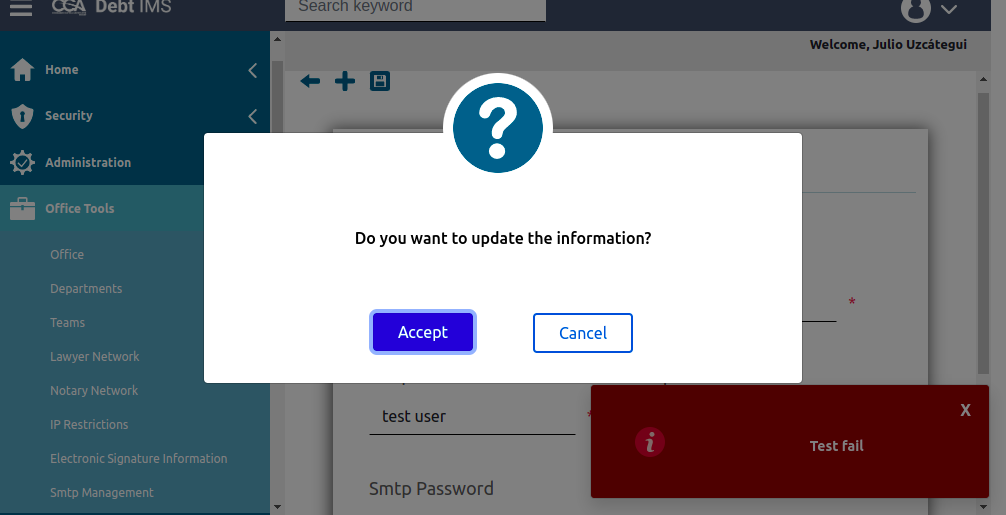 CCA Debt IMS
Search keyword
Welcome, Julio Uzcátegui
Home
Security
Administration
Office Tools
Office
Departments
Teams
Lawyer Network
Notary Network
IP Restrictions
Electronic Signature Information
Smtp Management
Do you want to update the information?
Accept
Cancel
*
test user
*
X
Test fail
Smtp Password